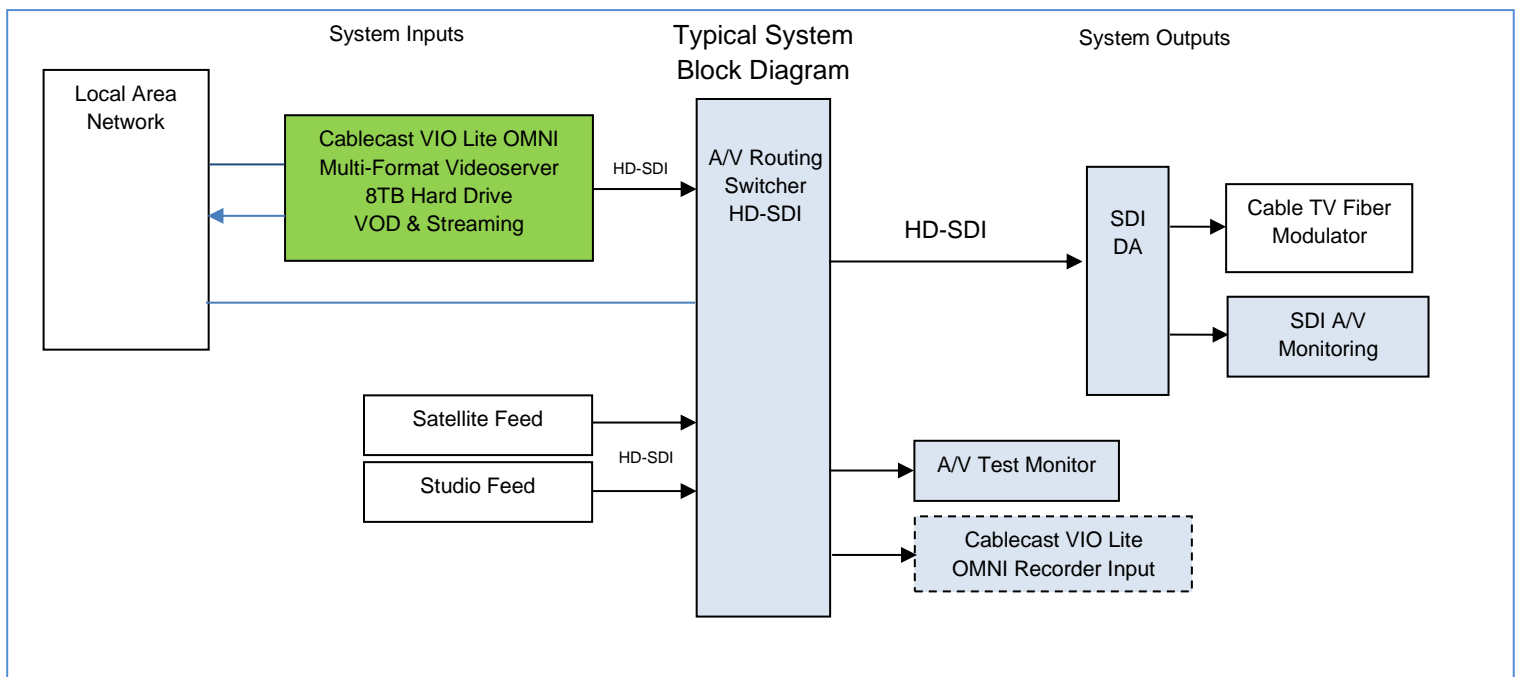 System Inputs
Typical System
Block Diagram
System Outputs
Local Area
Network
Cablecast VIO Lite OMNI
Multi-Format Videoserver
8TB Hard Drive
VOD & Streaming
HD-SDI
A/V Routing
Switcher
HD-SDI
HD-SDI
SDI
DA
Cable TV Fiber
Modulator
SDI A/V
Monitoring
Satellite Feed
HD-SDI
Studio Feed
A/V Test Monitor
Cablecast VIO Lite
OMNI Recorder Input